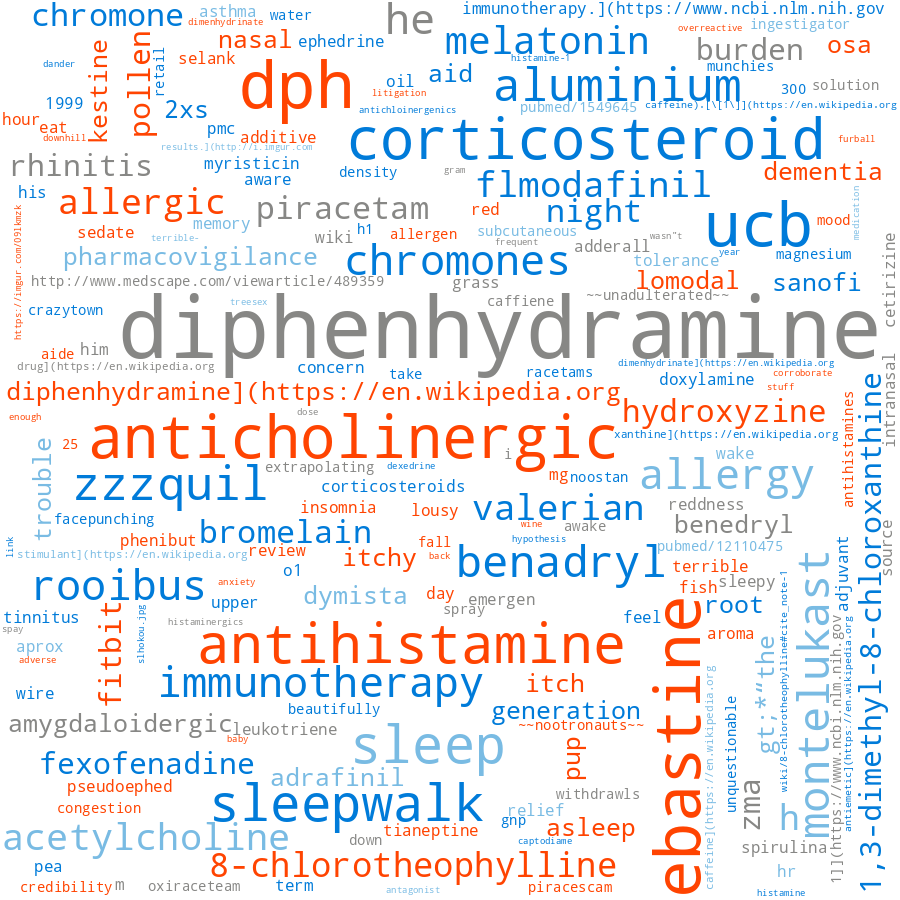 chromone
asthma
water
dimenhydrinate
he
immunotherapy.](https://www.ncbi.nlm.nih.gov
nasal
ephedrine
melatonin
overreactive
ingestigator
burden
osa
kestine
pollen
retail
selank
dander
dph
oil
aid
histamine-1
munchies
litigation
aluminium
300
solution
1999
2xs
antichloinergenics
pubmed/1549645
caffeine).[\[1\]](https://en.wikipedia.org
hour
eat
downhill
pmc
additive
corticosteroid
furball
results.](http://i.imgur.com
rhinitis
myristicin
density
gram
aware
dementia
his
flmodafinil
allergic
piracetam
red
night
ucb
mood
medication
memory
sedate
terrible-
wiki
h1
allergen
subcutaneous
frequent
adderall
wasn"t
https://imgur.com/O9lkmzk
pharmacovigilance
chromones
tolerance
year
magnesium
http://www.medscape.com/viewarticle/489359
grass
lomodal
sanofi
cetirizine
crazytown
treesex
caffiene
~~unadulterated~~
diphenhydramine
aide
him
drug](https://en.wikipedia.org
concern
take
racetams
dimenhydrinate](https://en.wikipedia.org
doxylamine
corroborate
stuff
intranasal
diphenhydramine](https://en.wikipedia.org
enough
dose
hydroxyzine
antihistamines
1,3-dimethyl-8-chloroxanthine
anticholinergic
25
i
xanthine](https://en.wikipedia.org
trouble
extrapolating
dexedrine
wake
zzzquil
corticosteroids
mg
noostan
allergy
insomnia
lousy
valerian
reddness
facepunching
bromelain
wine
awake
benedryl
source
link
phenibut
fall
hypothesis
stimulant](https://en.wikipedia.org
review
itchy
back
benadryl
pubmed/12110475
o1
terrible
adjuvant
rooibus
anxiety
dymista
day
emergen
fish
sleepy
montelukast
tinnitus
slhokou.jpg
upper
spray
feel
root
spay
histaminergics
aroma
aprox
adverse
fitbit
antihistamine
ebastine
gt;*“the
wiki/8-chlorotheophylline#cite_note-1
1]](https://www.ncbi.nlm.nih.gov
antiemetic](https://en.wikipedia.org
wire
immunotherapy
itch
caffeine](https://en.wikipedia.org
unquestionable
beautifully
generation
amygdaloidergic
leukotriene
~~nootronauts~~
baby
sleep
pup
fexofenadine
adrafinil
pseudoephed
withdrawls
zma
congestion
sleepwalk
relief
h
gnp
acetylcholine
down
tianeptine
captodiame
asleep
spirulina
pea
8-chlorotheophylline
hr
credibility
m
oxiraceteam
term
antagonist
piracescam
histamine